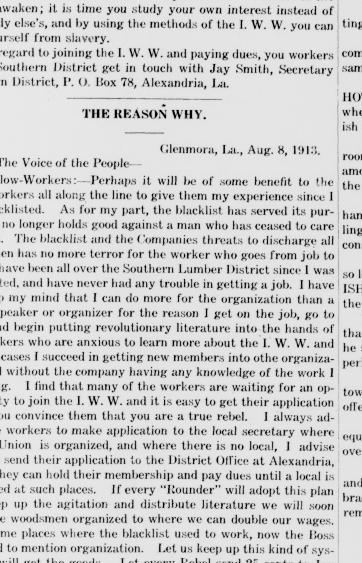 awaken; it is time you study your own interest instead of
ly else's, and by using the methods of the I. W. W. you can
urself from slavery.
regard to joining the I. W. W. and paying dues, you workers
Southern District get in touch with Jay Smith, Secretary
n District, P. O. Box 78, Alexandria, La.
THE REASON WHY.
Glenmora, La., Aug. 8, 1913.
The Voice of the People—
low-Workers:—Perhaps it will be of some benefit to the
orkers all along the line to give them my experience since I
cklisted. As for my part, the blacklist has served its pur-
no longer holds good against a man who has ceased to care
. The blacklist and the Companies threats to discharge all
en has no more terror for the worker who goes from job to
have been all over the Southern Lumber District since I was
ted, and have never had any trouble in getting a job. I have
p my mind that I can do more for the organization than a
peaker or organizer for the reason I get on the job, go to
nd begin putting revolutionary literature into the hands of
kers who are anxious to learn more about the I. W. W. and
cases I succeed in getting new members into othe organiza-
l without the company having any knowledge of the work I
g. I find that many of the workers are waiting for an op-
ty to join the I. W. W. and it is easy to get their application
ou convince them that you are a true rebel. I always ad-
e workers to make application to the local secretary where
Union is organized, and where there is no local, I advise
send their application to the District Office at Alexandria,
they can hold their membership and pay dues until a local is
ed at such places. If every "Rounder" will adopt this plan
p up the agitation and distribute literature we will soon
e woodsmen organized to where we can double our wages.
me places where the blacklist used to work, now the Boss
d to mention organization. Let us keep up this kind of sys-
ting
com
sam
HO
whe
ish
roo
amo
the
han
ling
con
so l
ISH
the
tha
he
per
tow
offe
equ
ove
and
bra
rem